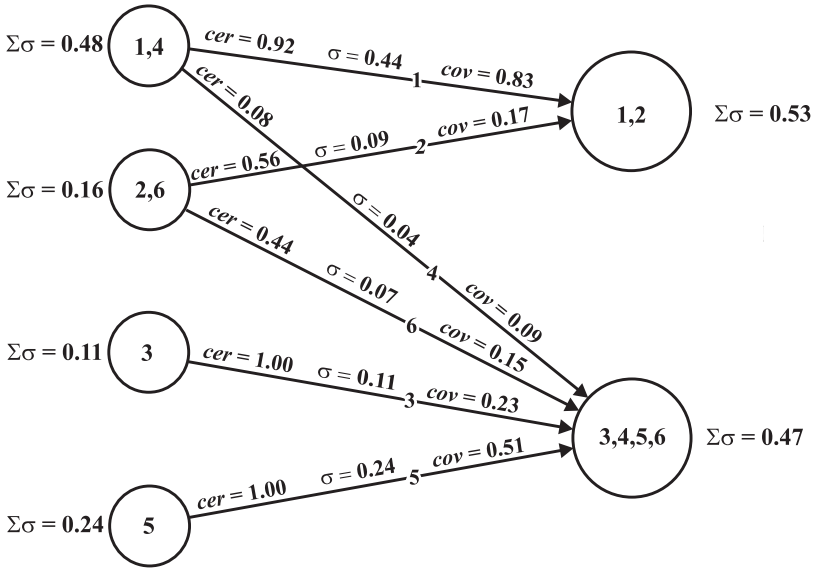 Σσ = 0.48
1,4
cer = 0.92
σ = 0.44
1
cov = 0.83
1,2
Σσ = 0.53
cer = 0.08
σ = 0.04
4
cov = 0.09
Σσ = 0.16
2,6
cer = 0.56
σ = 0.09
2
cov = 0.17
cer = 0.44
σ = 0.07
6
cov = 0.15
Σσ = 0.11
3
cer = 1.00
σ = 0.11
3
cov = 0.23
3,4,5,6
Σσ = 0.47
Σσ = 0.24
5
cer = 1.00
σ = 0.24
5
cov = 0.51